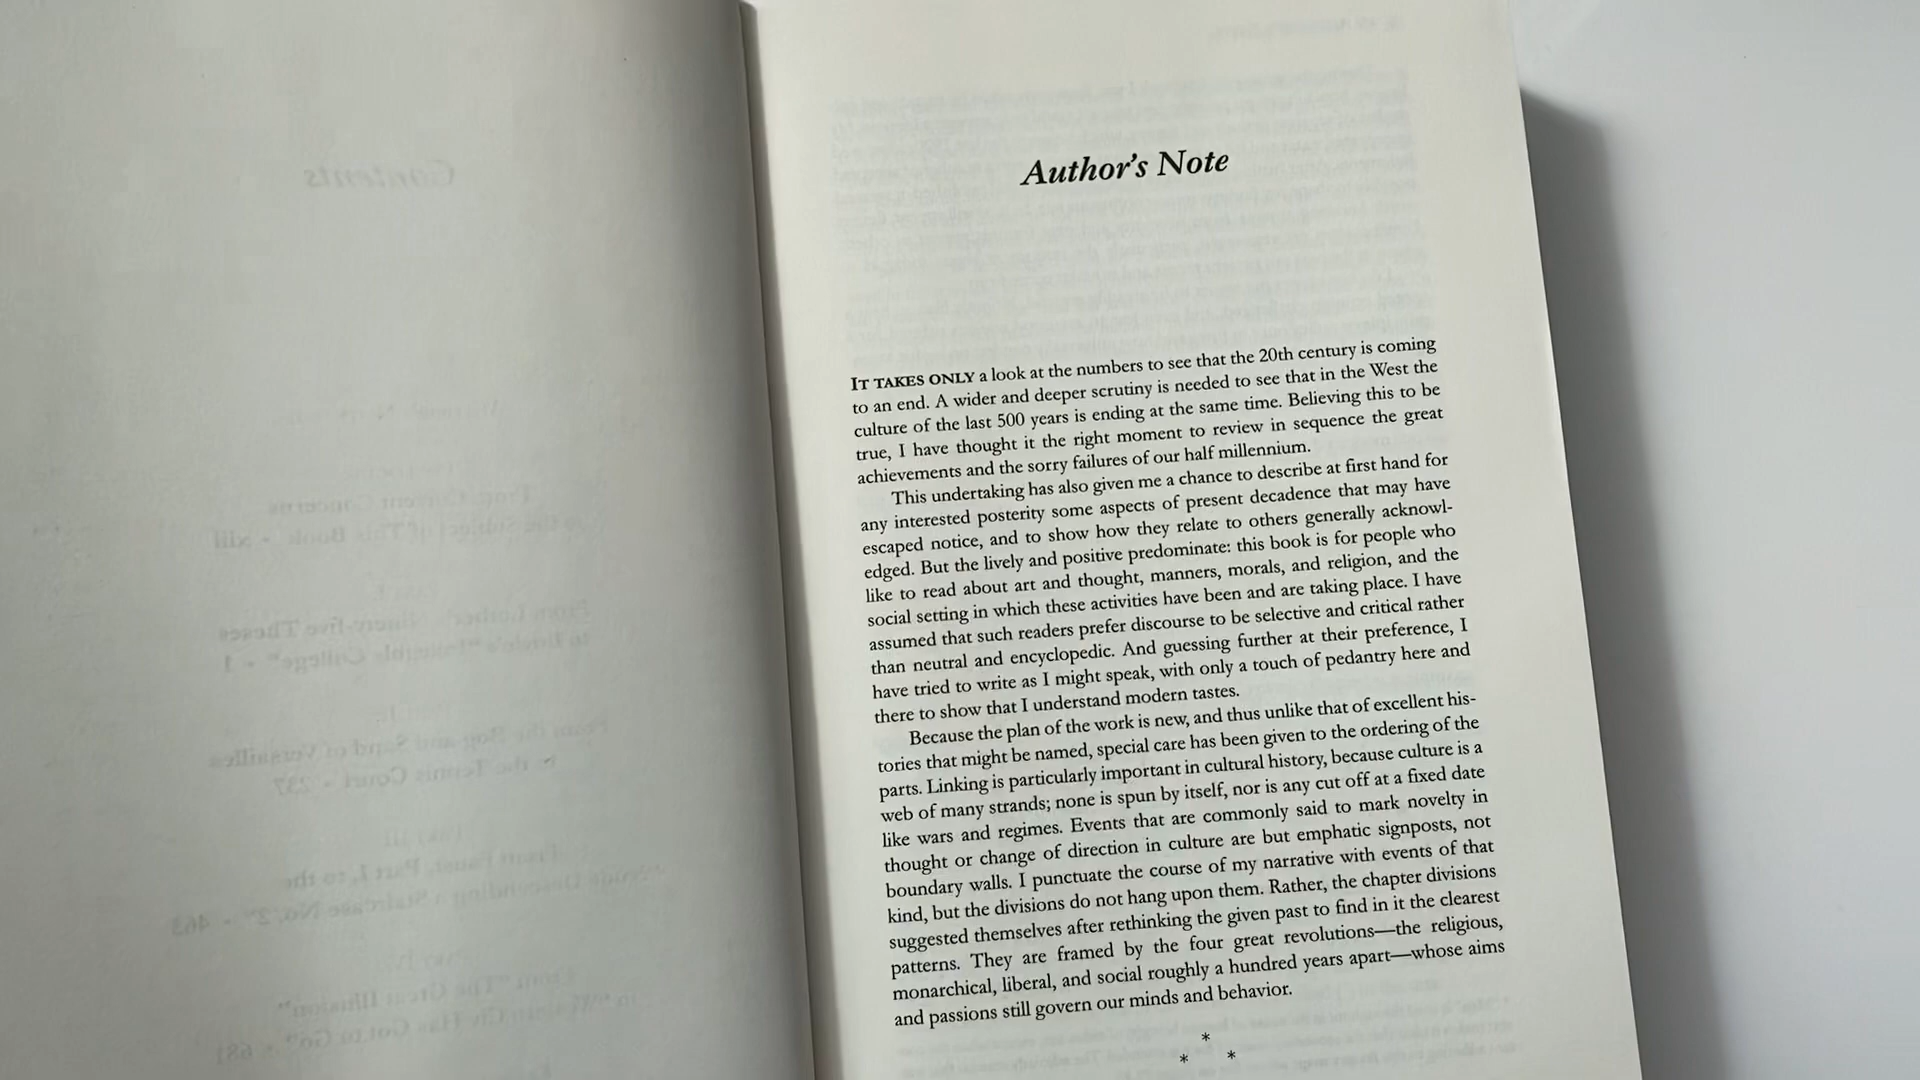 Author's Note
IT TAKES ONLY a look at the numbers to see that the 20th century is coming
to an end. A wider and deeper scrutiny is needed to see that in the West the
culture of the last 500 years is ending at the same time. Believing this to be
true, I have thought it the right moment to review in sequence the great
achievements and the sorry failures of our half millennium.
This undertaking has also given me a chance to describe at first hand for
any interested posterity some aspects of present decadence that may have
escaped notice, and to show how they relate to others generally acknowl-
edged. But the lively and positive predominate: this book is for people who
like to read about art and thought, manners, morals, and religion, and the
social setting in which these activities have been and are taking place. I have
assumed that such readers prefer discourse to be selective and critical rather
than neutral and encyclopedic. And guessing further at their preference, I
have tried to write as I might speak, with only a touch of pedantry here and
there to show that I understand modern tastes.
Because the plan of the work is new, and thus unlike that of excellent his-
tories that might be named, special care has been given to the ordering of the
parts. Linking is particularly important in cultural history, because culture is a
web of many strands; none is spun by itself, nor is any cut off at a fixed date
like wars and regimes. Events that are commonly said to mark novelty in
thought or change of direction in culture are but emphatic signposts, not
boundary walls. I punctuate the course of my narrative with events of that
kind, but the divisions do not hang upon them. Rather, the chapter divisions
suggested themselves after rethinking the given past to find in it the clearest
patterns. They are framed by the four great revolutions—the religious,
monarchical, liberal, and social roughly a hundred years apart—whose aims
and passions still govern our minds and behavior.
*
* *